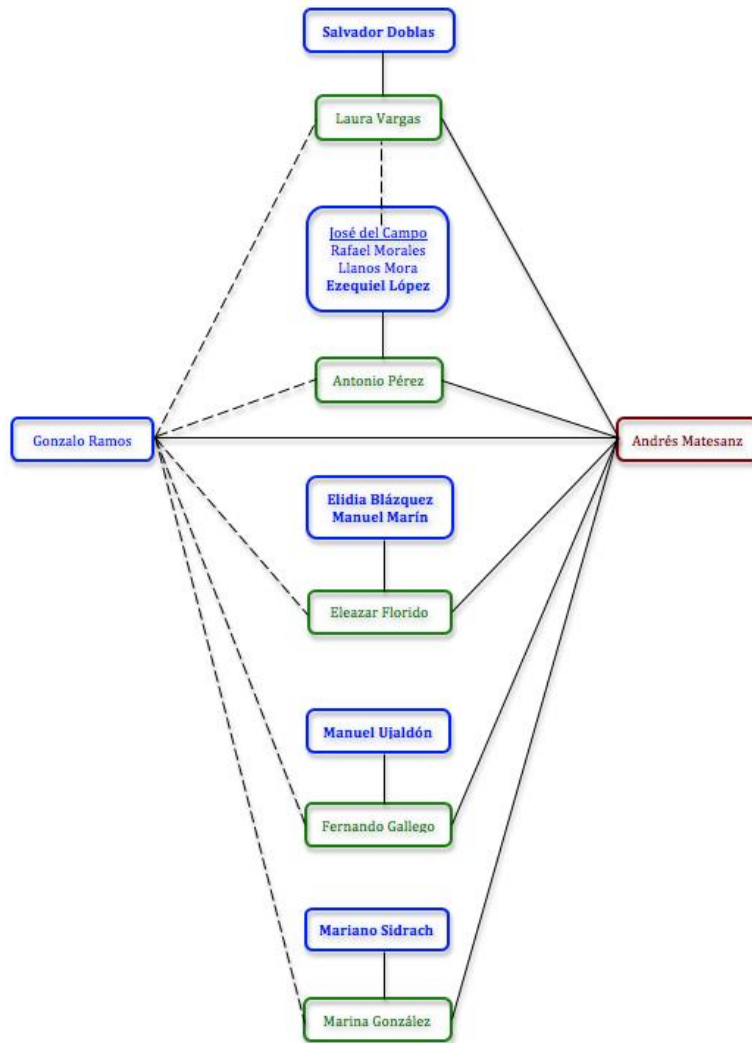 Salvador Doblas
Laura Vargas
José del Campo
Rafael Morales
Llanos Mora
Ezequiel López
Antonio Pérez
Gonzalo Ramos
Andrés Matesanz
Elidia Blázquez
Manuel Marín
Eleazar Florido
Manuel Ujaldón
Fernando Gallego
Mariano Sidrach
Marina González